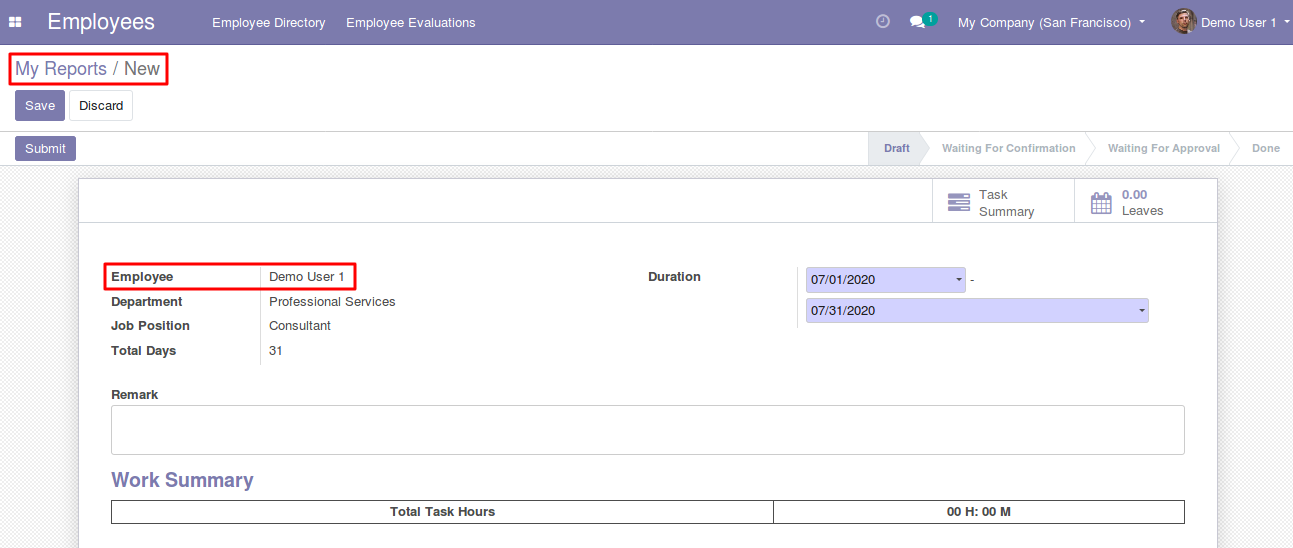 Employees Employee Directory Employee Evaluations 1 My Company (San Francisco) Demo User 1
My Reports / New
Save Discard
Submit Draft Waiting For Confirmation Waiting For Approval Done
Task Summary
0.00 Leaves
Employee Demo User 1 Duration 07/01/2020 -
Department Professional Services 07/31/2020
Job Position Consultant
Total Days 31
Remark
Work Summary
Total Task Hours 00 H: 00 M